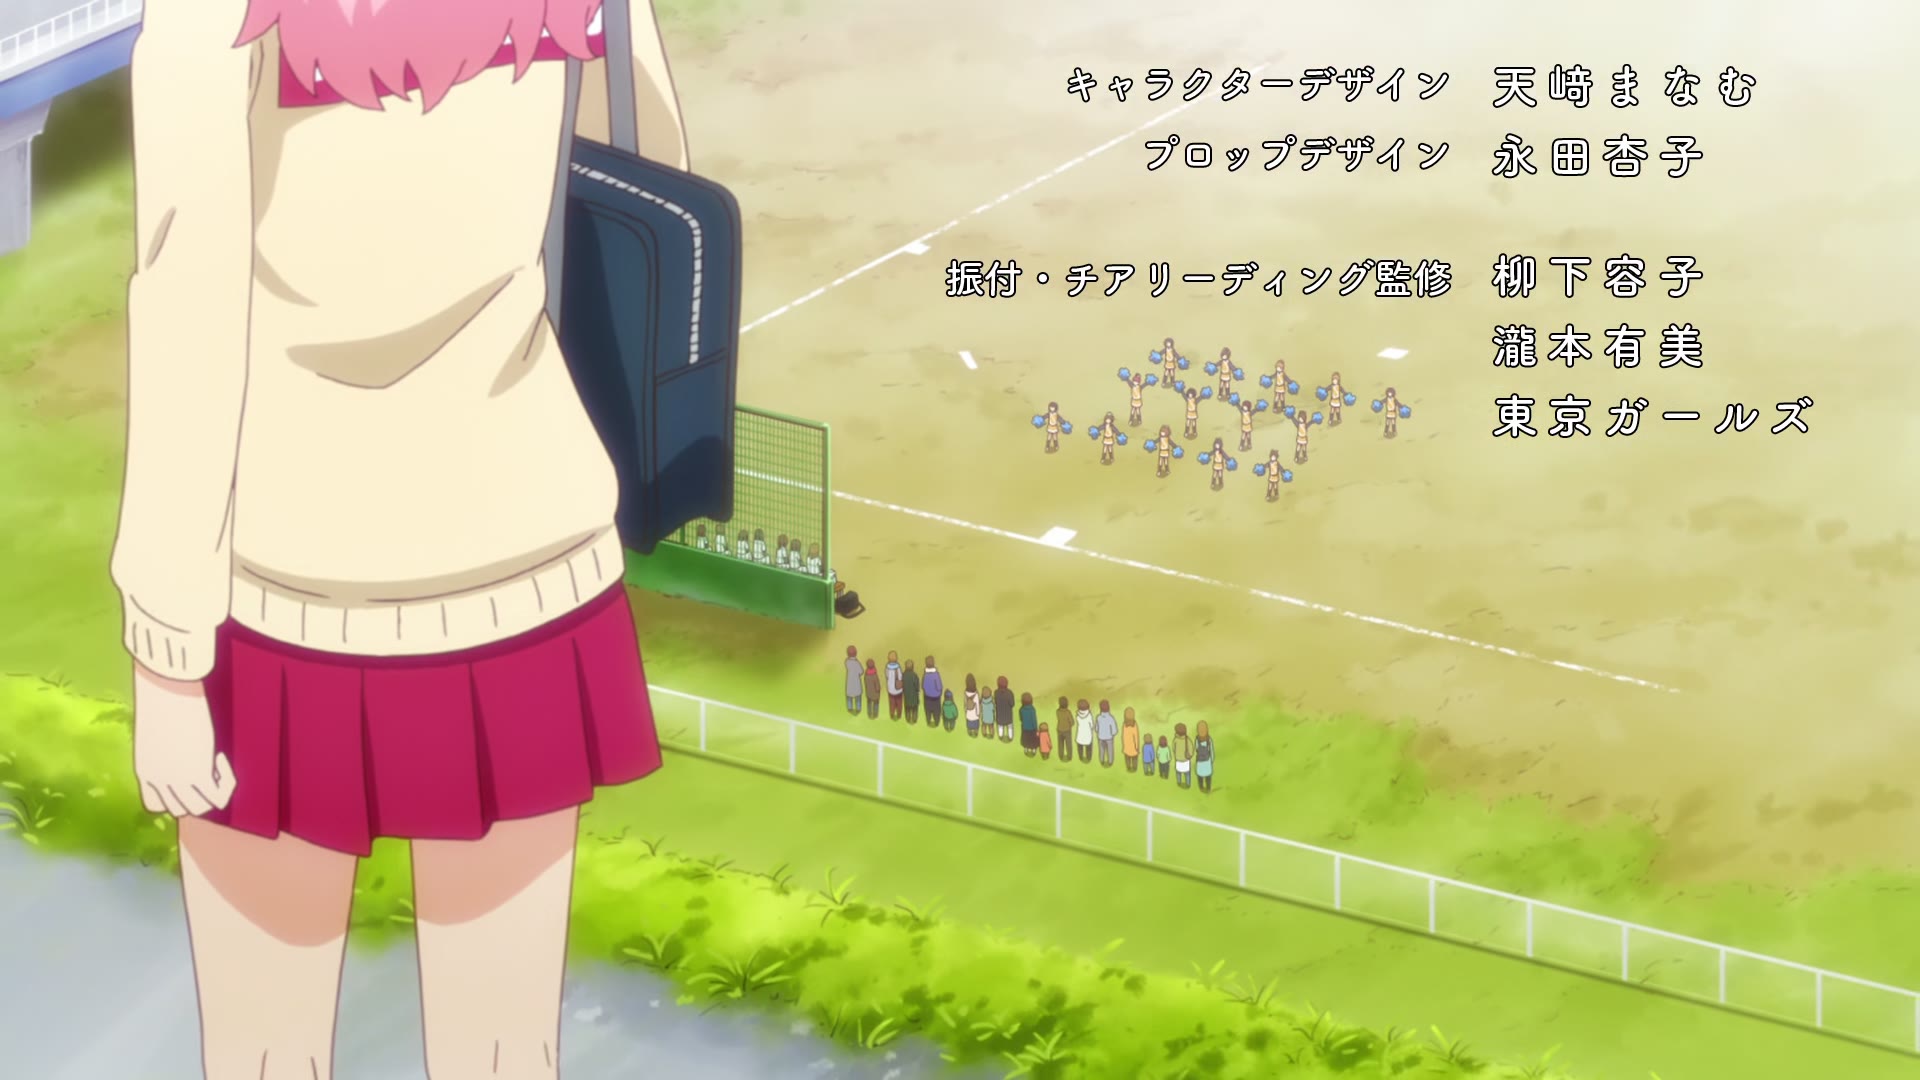 キャラクターデザイン 天﨑まなむ
プロップデザイン 永田杏子
振付・チアリーディング監修 柳下容子
瀧本有美
東京ガールズ